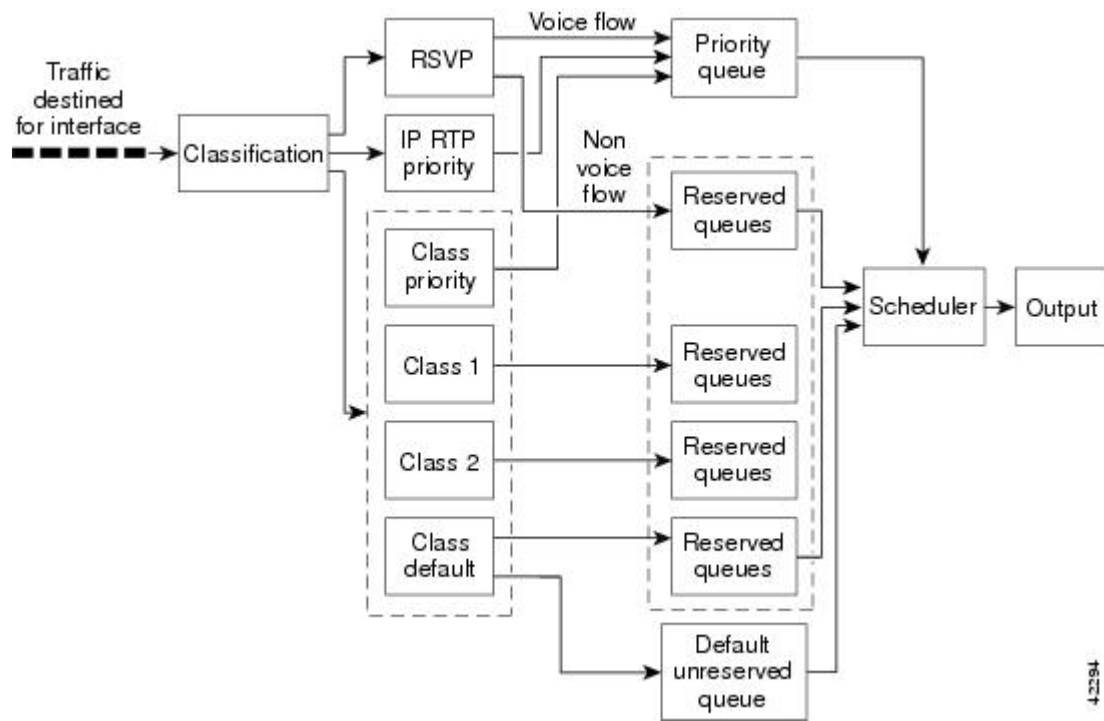 Traffic
destined
for interface
Classification
RSVP
Voice flow
Priority
queue
IP RTP
priority
Non
voice
flow
Reserved
queues
Class
priority
Scheduler
Output
Class 1
Reserved
queues
Class 2
Reserved
queues
Class
default
Reserved
queues
Default
unreserved
queue
42294